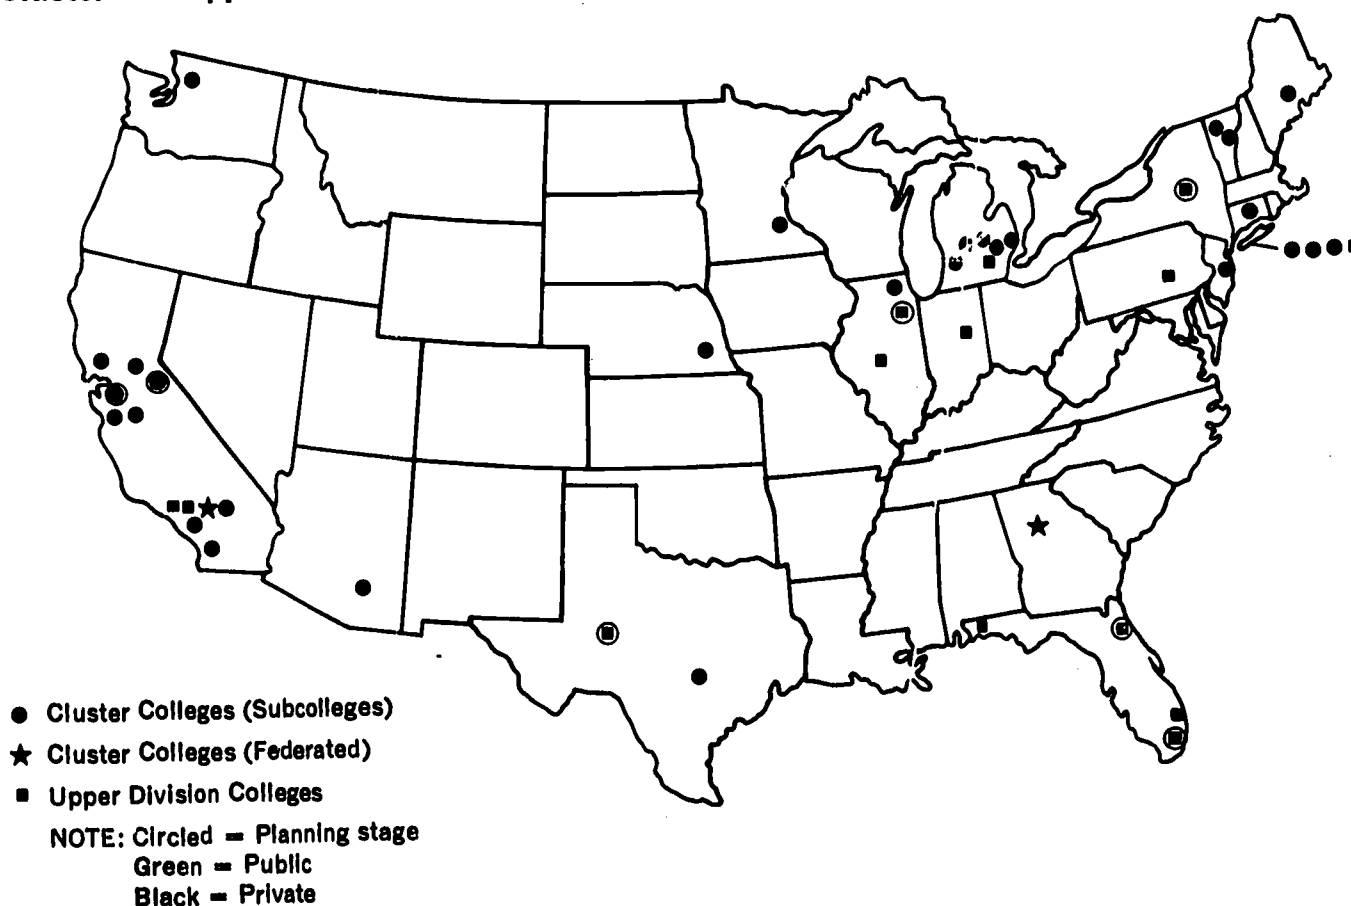 Cluster Colleges (Subcolleges)
Cluster Colleges (Federated)
Upper Division Colleges
NOTE: Circled = Planning stage
Green = Public
Black = Private